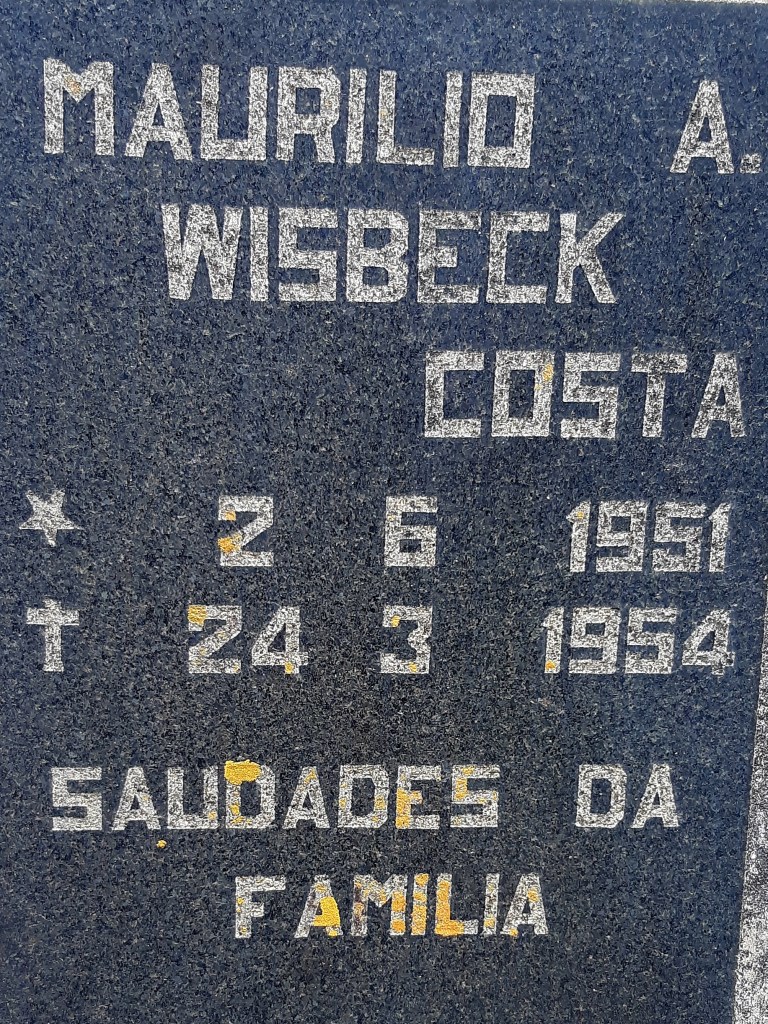 MAURILIO A.
WISBECK
COSTA
★ 2 6 1951
✝ 24 3 1954
SAUDADES DA
FAMILIA